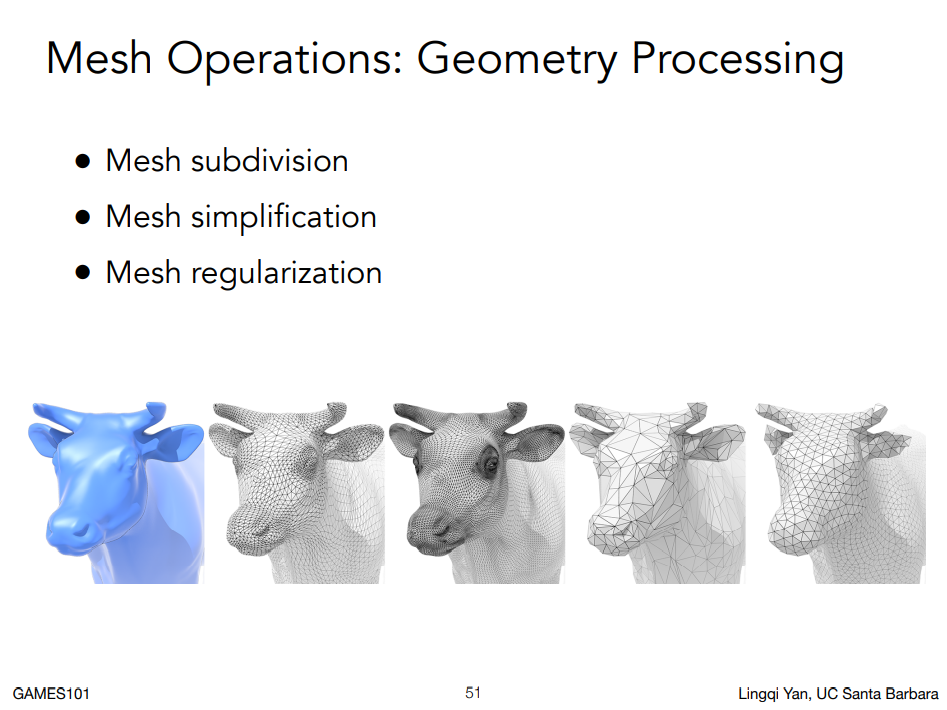 Mesh Operations: Geometry Processing
● Mesh subdivision
● Mesh simplification
● Mesh regularization
GAMES101
51
Lingqi Yan, UC Santa Barbara